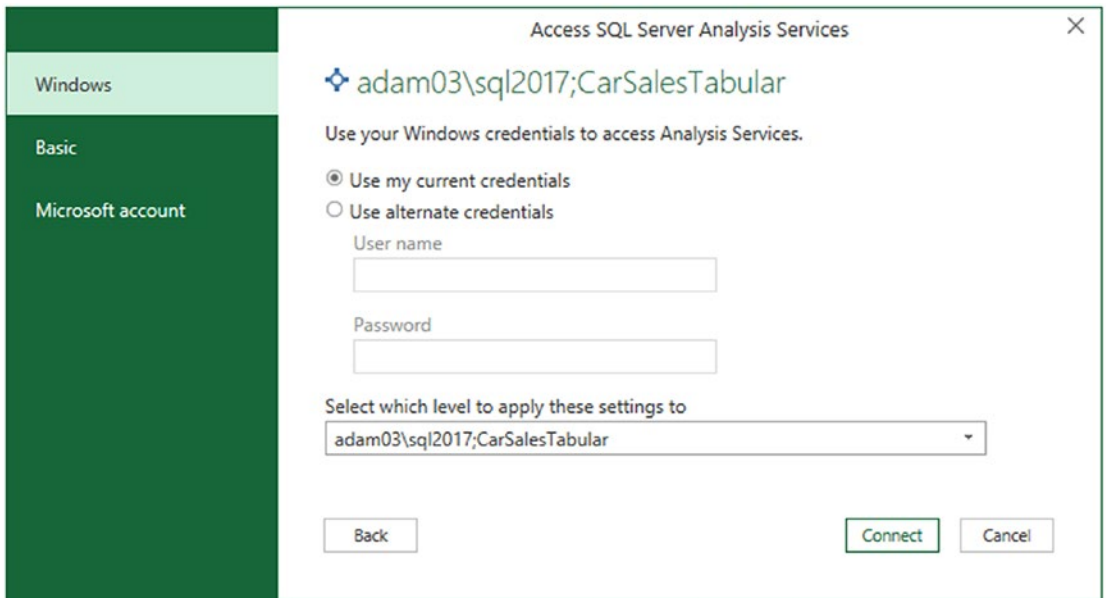 Access SQL Server Analysis Services
Windows
Basic
Microsoft account
adam03\sql2017;CarSalesTabular
Use your Windows credentials to access Analysis Services.
Use my current credentials
Use alternate credentials
User name
Password
Select which level to apply these settings to
adam03\sql2017;CarSalesTabular
Back
Connect
Cancel